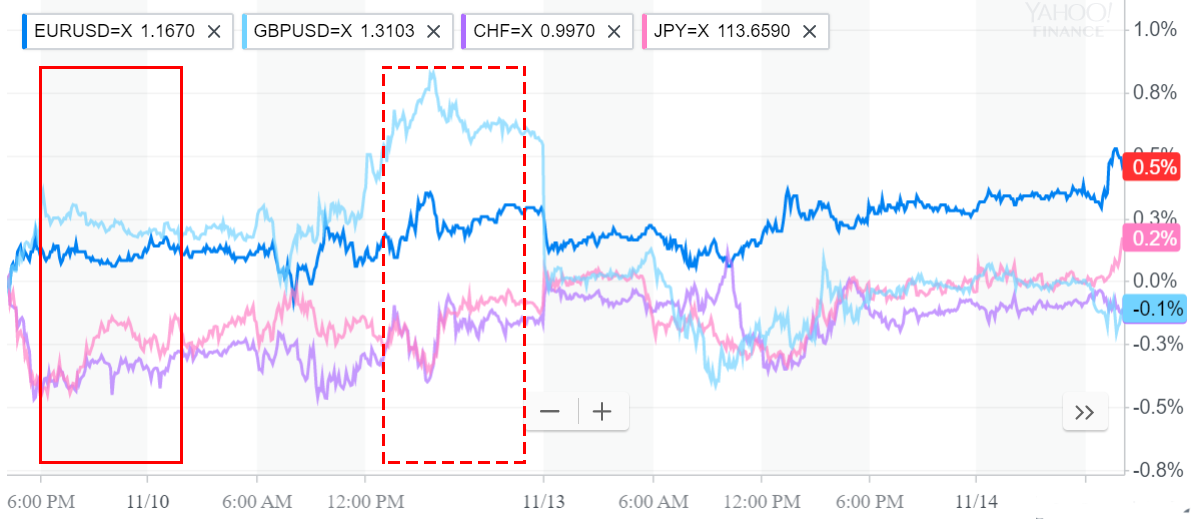 EURUSD=X 1.1670 ×
GBPUSD=X 1.3103 ×
CHF=X 0.9970 ×
JPY=X 113.6590 ×
YAHOO!
FINANCE
1.0%
0.8%
0.5%
0.5%
0.3%
0.2%
0.0%
-0.1%
-0.3%
-0.5%
-0.8%
6:00 PM
11/10
6:00 AM
12:00 PM
11/13
6:00 AM
12:00 PM
6:00 PM
11/14